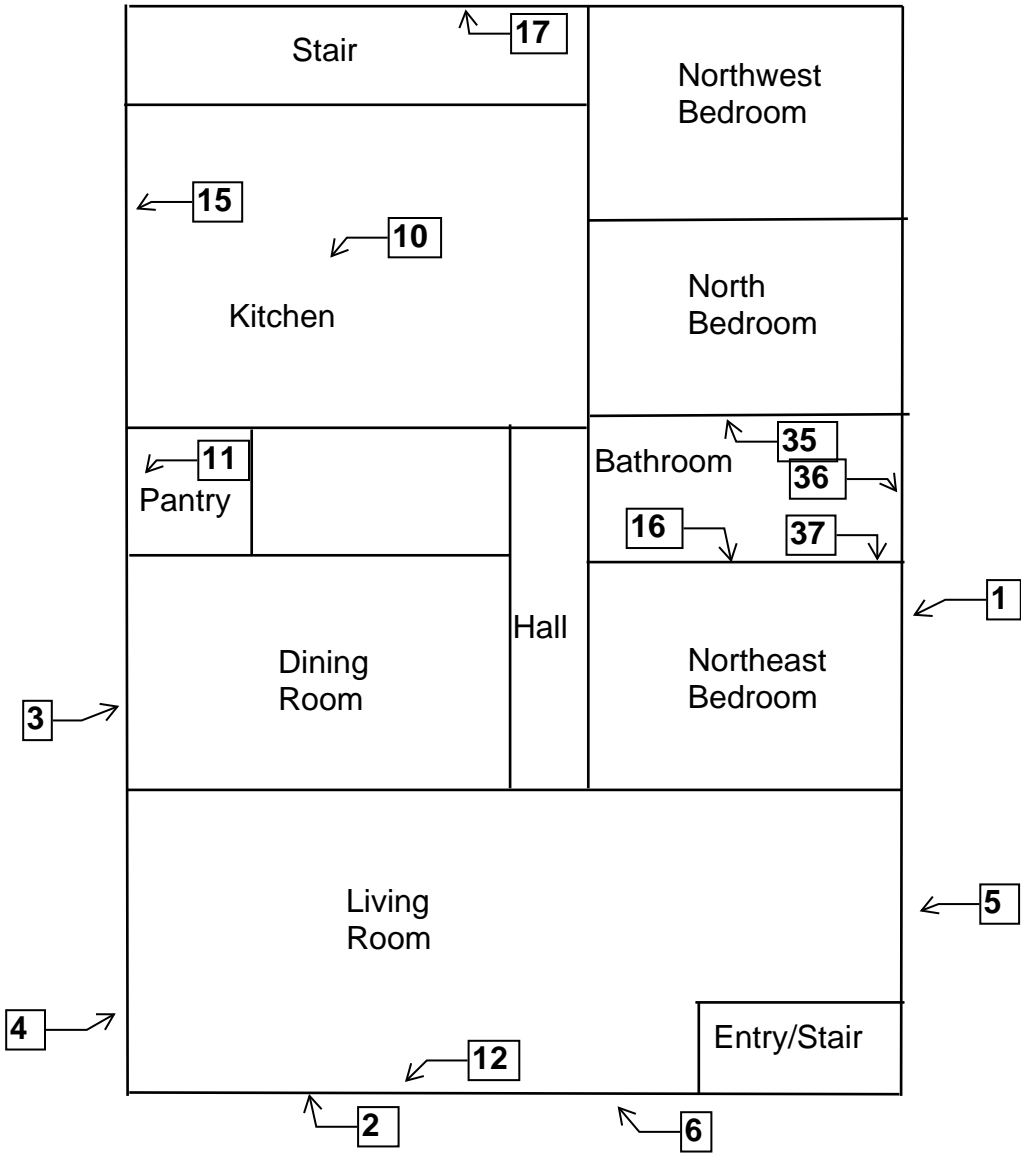 17
Stair
Northwest
Bedroom
15
10
North
Bedroom
Kitchen
35
11
Bathroom
36
Pantry
16
37
1
Hall
Dining
Room
Northeast
Bedroom
3
Living
Room
5
4
Entry/Stair
12
2
6